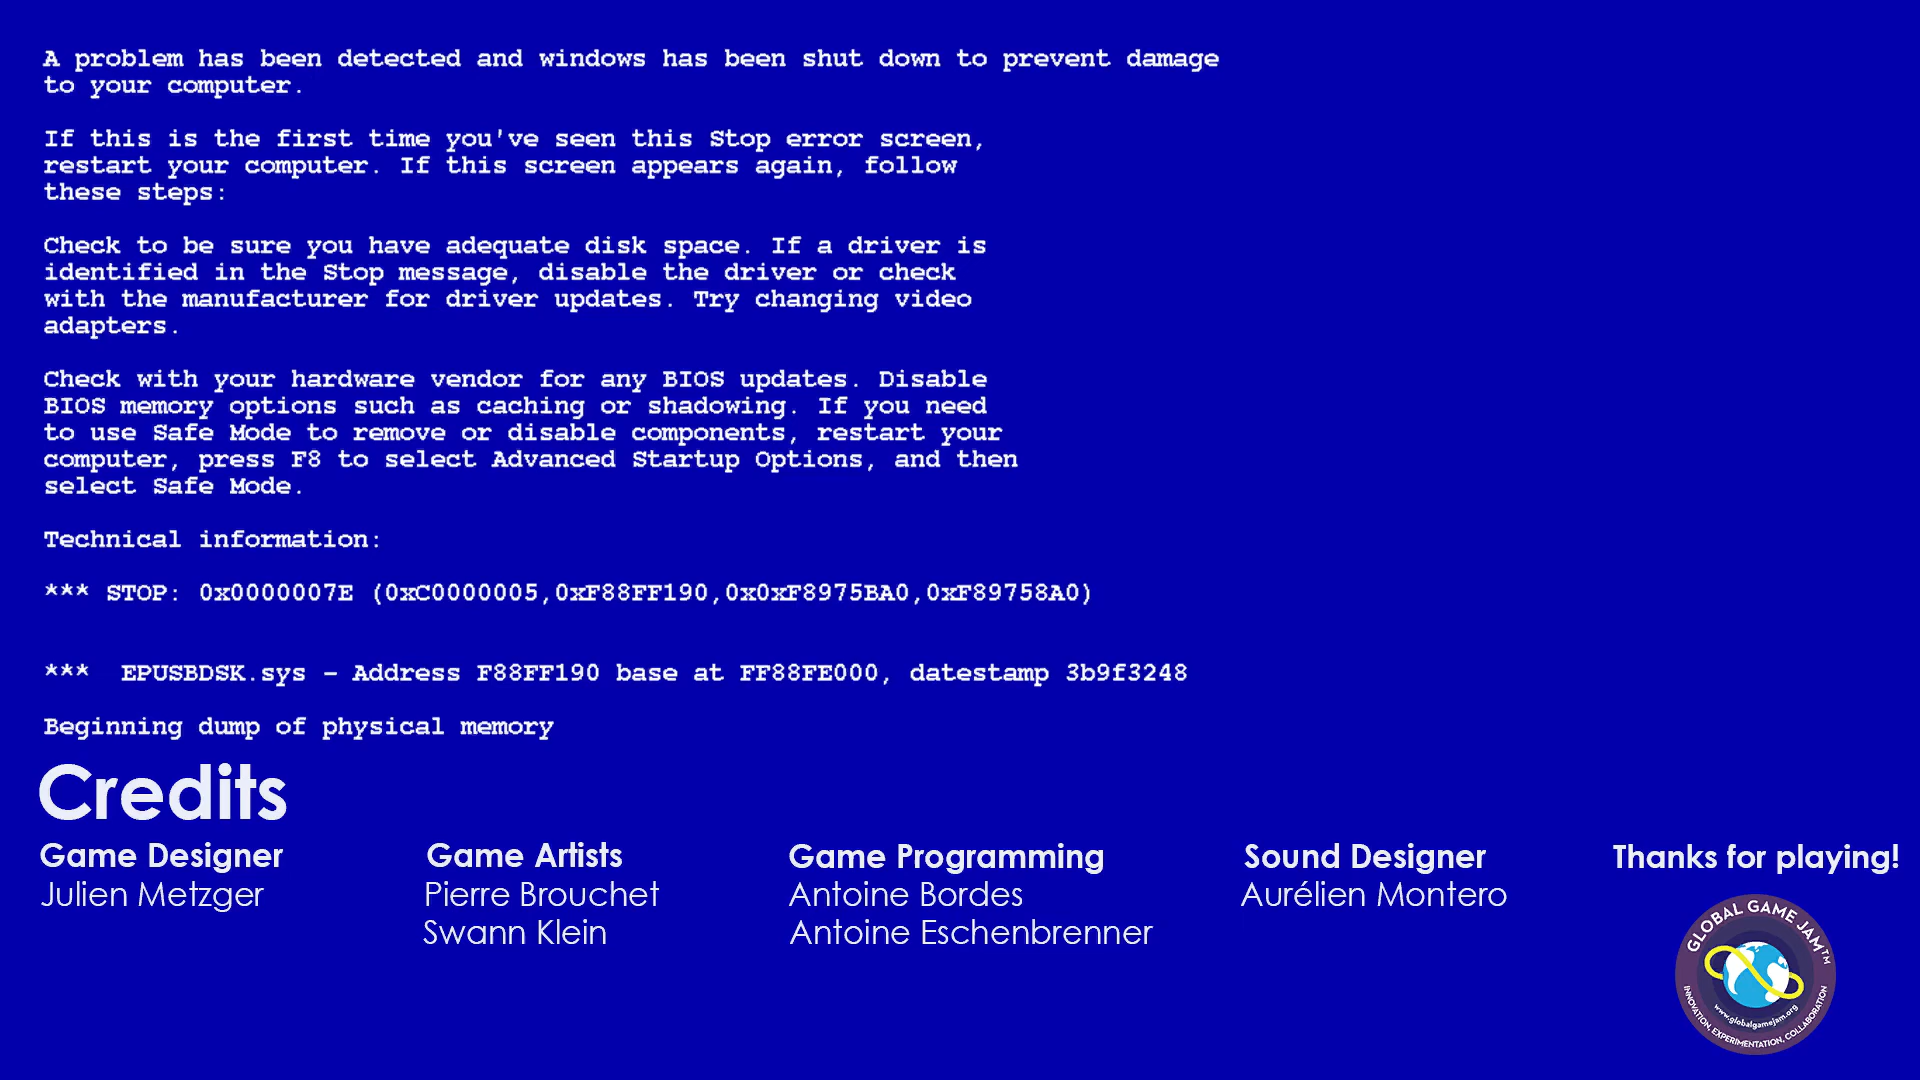 A problem has been detected and windows has been shut down to prevent damage
to your computer.
If this is the first time you've seen this Stop error screen,
restart your computer. If this screen appears again, follow
these steps:
Check to be sure you have adequate disk space. If a driver is
identified in the Stop message, disable the driver or check
with the manufacturer for driver updates. Try changing video
adapters.
Check with your hardware vendor for any BIOS updates. Disable
BIOS memory options such as caching or shadowing. If you need
to use Safe Mode to remove or disable components, restart your
computer, press F8 to select Advanced Startup Options, and then
select Safe Mode.
Technical information:
*** STOP: 0x0000007E (0xC0000005,0xF88FF190,0x0xF8975BA0,0xF89758A0)
***  EPUSBDSK.sys – Address F88FF190 base at FF88FE000, datestamp 3b9f3248
Beginning dump of physical memory
Credits
Game Designer
Julien Metzger
Game Artists
Pierre Brouchet
Swann Klein
Game Programming
Antoine Bordes
Antoine Eschenbrenner
Sound Designer
Aurélien Montero
Thanks for playing!
GLOBAL GAME JAM™
www.globalgamejam.org
INNOVATION, EXPERIMENTATION, COLLABORATION